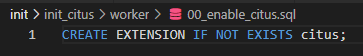 init > init_citus > worker > 00_enable_citus.sql
1 CREATE EXTENSION IF NOT EXISTS citus;